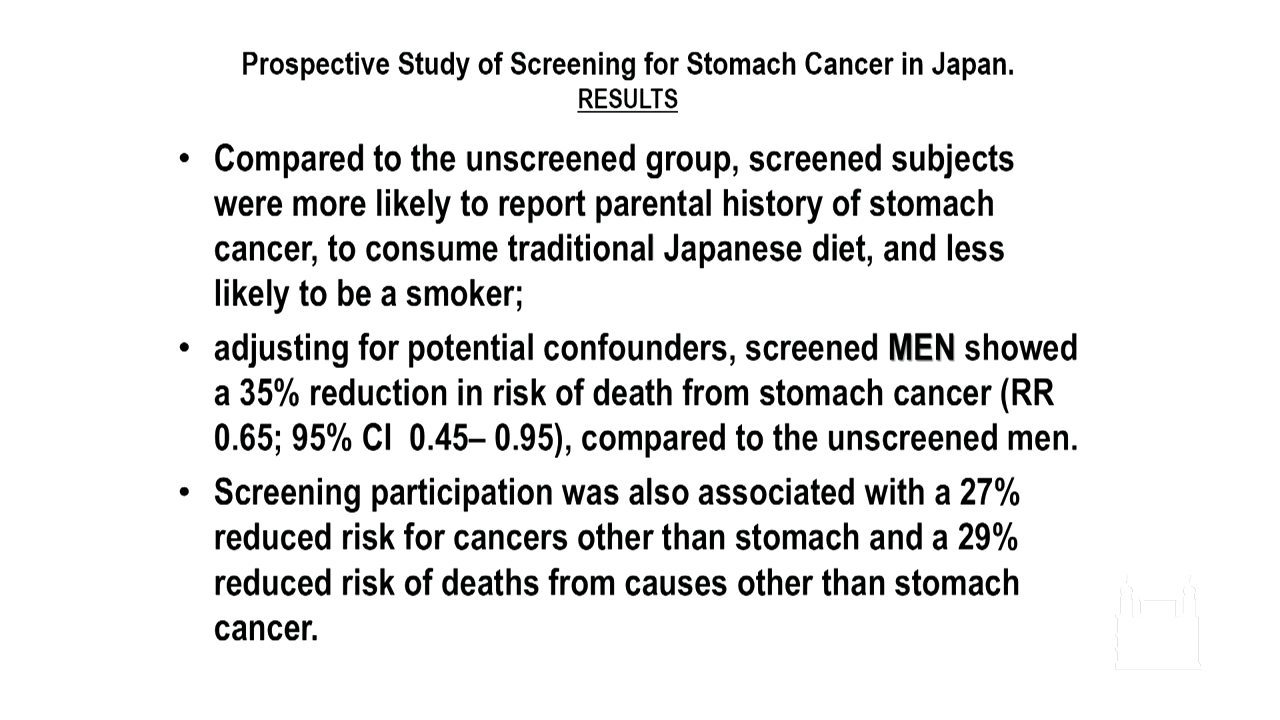 Prospective Study of Screening for Stomach Cancer in Japan.
RESULTS
• Compared to the unscreened group, screened subjects
were more likely to report parental history of stomach
cancer, to consume traditional Japanese diet, and less
likely to be a smoker;
• adjusting for potential confounders, screened MEN showed
a 35% reduction in risk of death from stomach cancer (RR
0.65; 95% CI  0.45– 0.95), compared to the unscreened men.
• Screening participation was also associated with a 27%
reduced risk for cancers other than stomach and a 29%
reduced risk of deaths from causes other than stomach
cancer.